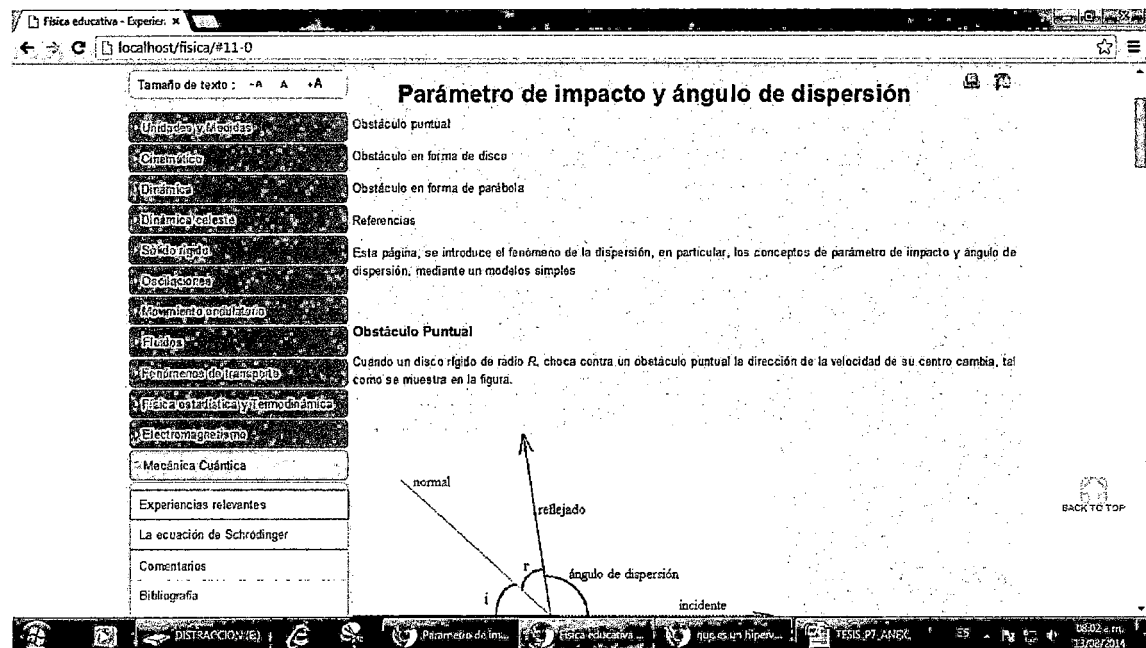 Física educativa - Experien
localhost/fisica/#11-0
Tamaño de texto : -A A +A
Parámetro de impacto y ángulo de dispersión
Unidades y Medidas
Cinemática
Dinámica
Dinámica celeste
Sólido rígido
Oscilaciones
Movimiento ondulatorio
Fluidos
Fenómenos de transporte
Física estadística y Termodinámica
Electromagnetismo
Mecánica Cuántica
Experiencias relevantes
La ecuación de Schrödinger
Comentarios
Bibliografía
Obstáculo puntual
Obstáculo en forma de disco
Obstáculo en forma de parábola
Referencias
Esta página, se introduce el fenómeno de la dispersión, en particular, los conceptos de parámetro de impacto y ángulo de
dispersión, mediante un modelos simples
Obstáculo Puntual
Cuando un disco rígido de radio R, choca contra un obstáculo puntual la dirección de la velocidad de su centro cambia, tal
como se muestra en la figura.
normal
reflejado
r
ángulo de dispersión
i
incidente
BACK TO TOP
DISTRACCION (E:)
Parámetro de im...
Física educativa ...
que es un hiperv...
TESIS_P7_ANEX
ES
08:02 a.m.
13/08/2014